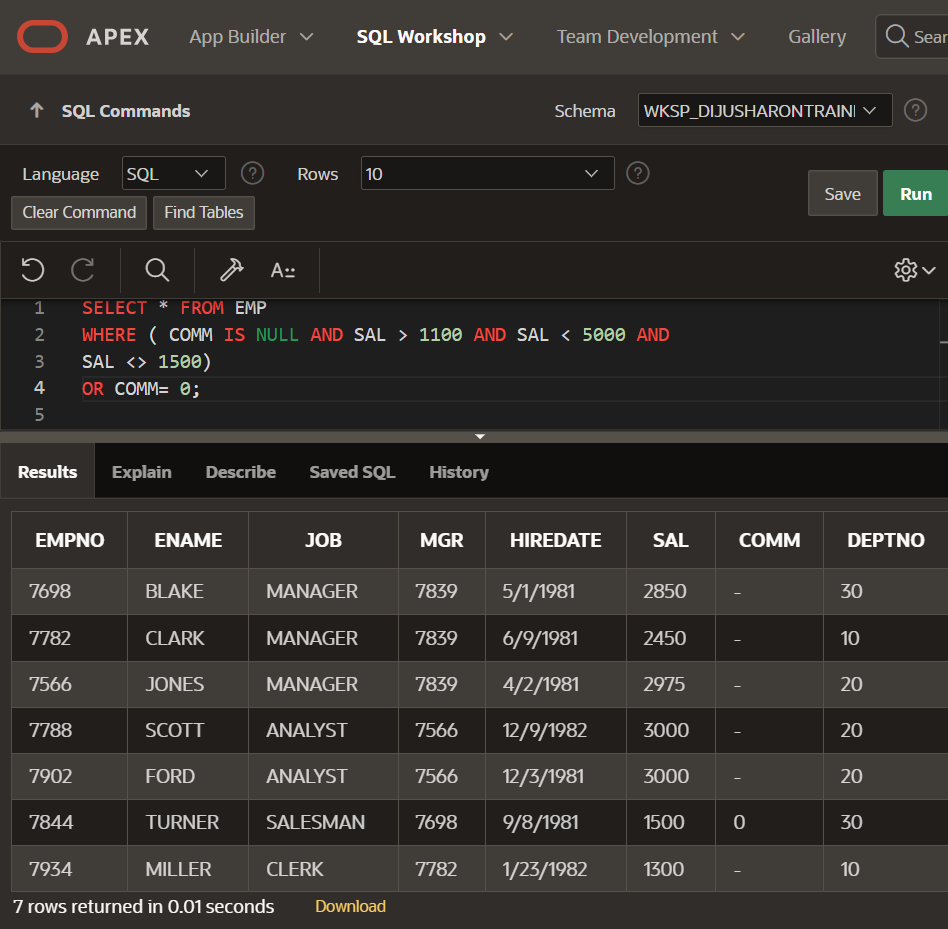 APEX App Builder SQL Workshop Team Development Gallery
SQL Commands Schema WKSP_DIJUSHARONTRAINI ?
Language SQL ? Rows 10 ?
Clear Command Find Tables Save Run
A::
1 SELECT * FROM EMP
2 WHERE ( COMM IS NULL AND SAL > 1100 AND SAL < 5000 AND
3 SAL <> 1500)
4 OR COMM= 0;
5
Results Explain Describe Saved SQL History
EMPNO ENAME JOB MGR HIREDATE SAL COMM DEPTNO
7698 BLAKE MANAGER 7839 5/1/1981 2850 - 30
7782 CLARK MANAGER 7839 6/9/1981 2450 - 10
7566 JONES MANAGER 7839 4/2/1981 2975 - 20
7788 SCOTT ANALYST 7566 12/9/1982 3000 - 20
7902 FORD ANALYST 7566 12/3/1981 3000 - 20
7844 TURNER SALESMAN 7698 9/8/1981 1500 0 30
7934 MILLER CLERK 7782 1/23/1982 1300 - 10
7 rows returned in 0.01 seconds Download